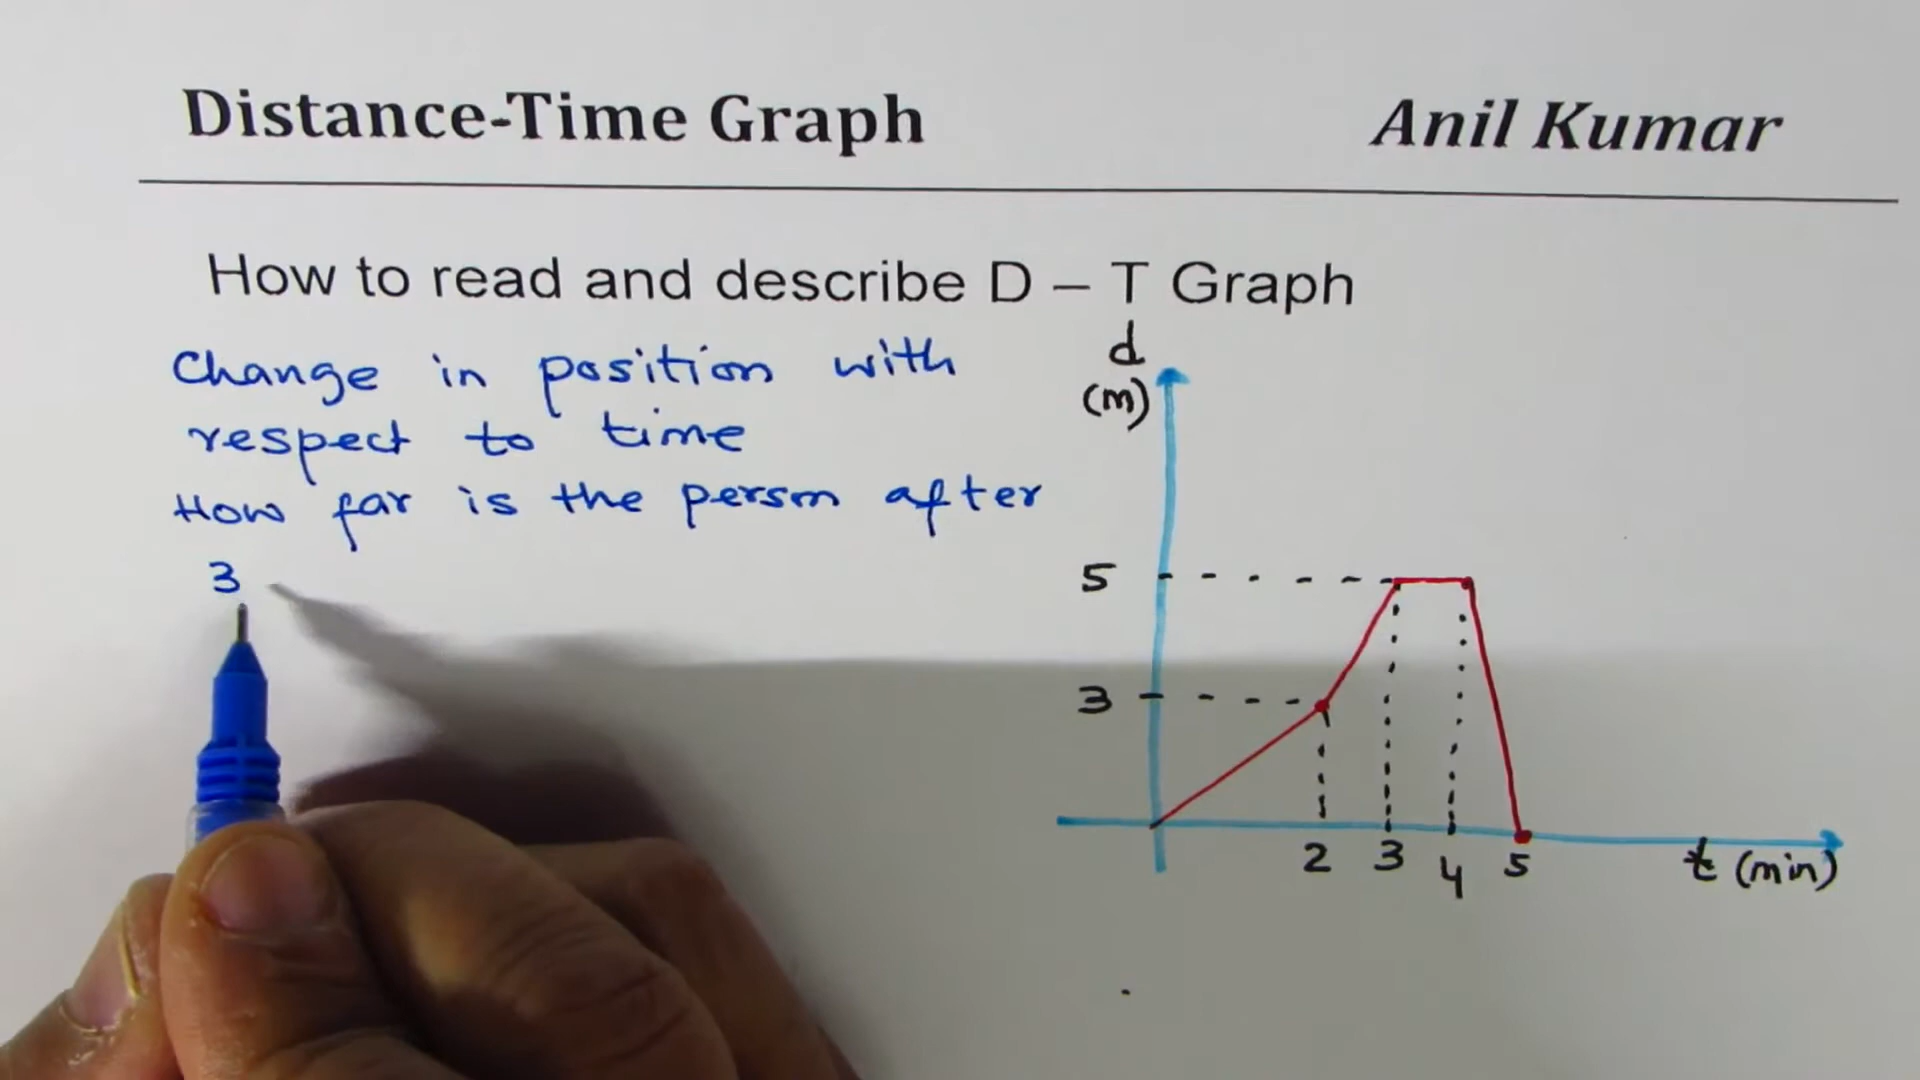 Distance-Time Graph
Anil Kumar
How to read and describe D – T Graph
Change in position with
respect to time
How far is the person after
3
d
(m)
5
3
2 3 4 5 t (min)